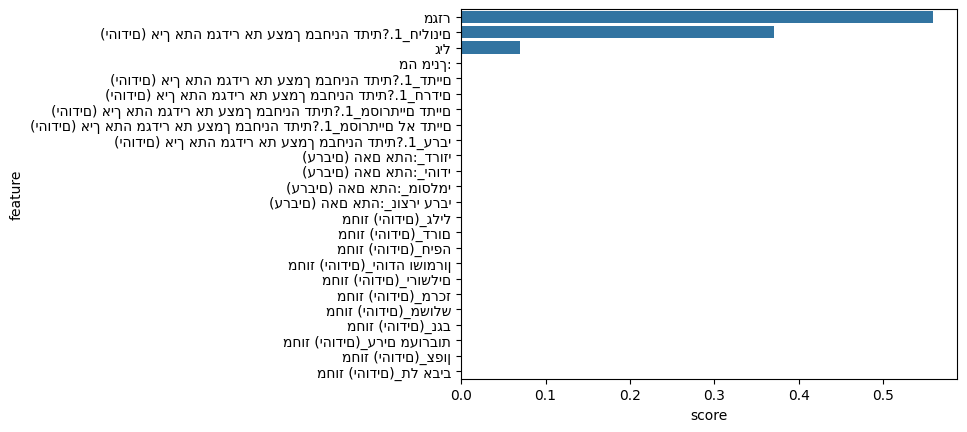 feature
מגזר
(יהודים) איך אתה מגדיר את עצמך מבחינה דתית?.1_חילונים
גיל
מה מינך:
(יהודים) איך אתה מגדיר את עצמך מבחינה דתית?.1_דתיים
(יהודים) איך אתה מגדיר את עצמך מבחינה דתית?.1_חרדים
(יהודים) איך אתה מגדיר את עצמך מבחינה דתית?.1_מסורתיים דתיים
(יהודים) איך אתה מגדיר את עצמך מבחינה דתית?.1_מסורתיים לא דתיים
(יהודים) איך אתה מגדיר את עצמך מבחינה דתית?.1_ערבי
(ערבים) האם אתה:_דרוזי
(ערבים) האם אתה:_יהודי
(ערבים) האם אתה:_מוסלמי
(ערבים) האם אתה:_נוצרי ערבי
מחוז (יהודים)_גליל
מחוז (יהודים)_דרום
מחוז (יהודים)_חיפה
מחוז (יהודים)_יהודה ושומרון
מחוז (יהודים)_ירושלים
מחוז (יהודים)_מרכז
מחוז (יהודים)_משולש
מחוז (יהודים)_נגב
מחוז (יהודים)_ערים מעורבות
מחוז (יהודים)_צפון
מחוז (יהודים)_תל אביב
0.0 0.1 0.2 0.3 0.4 0.5
score